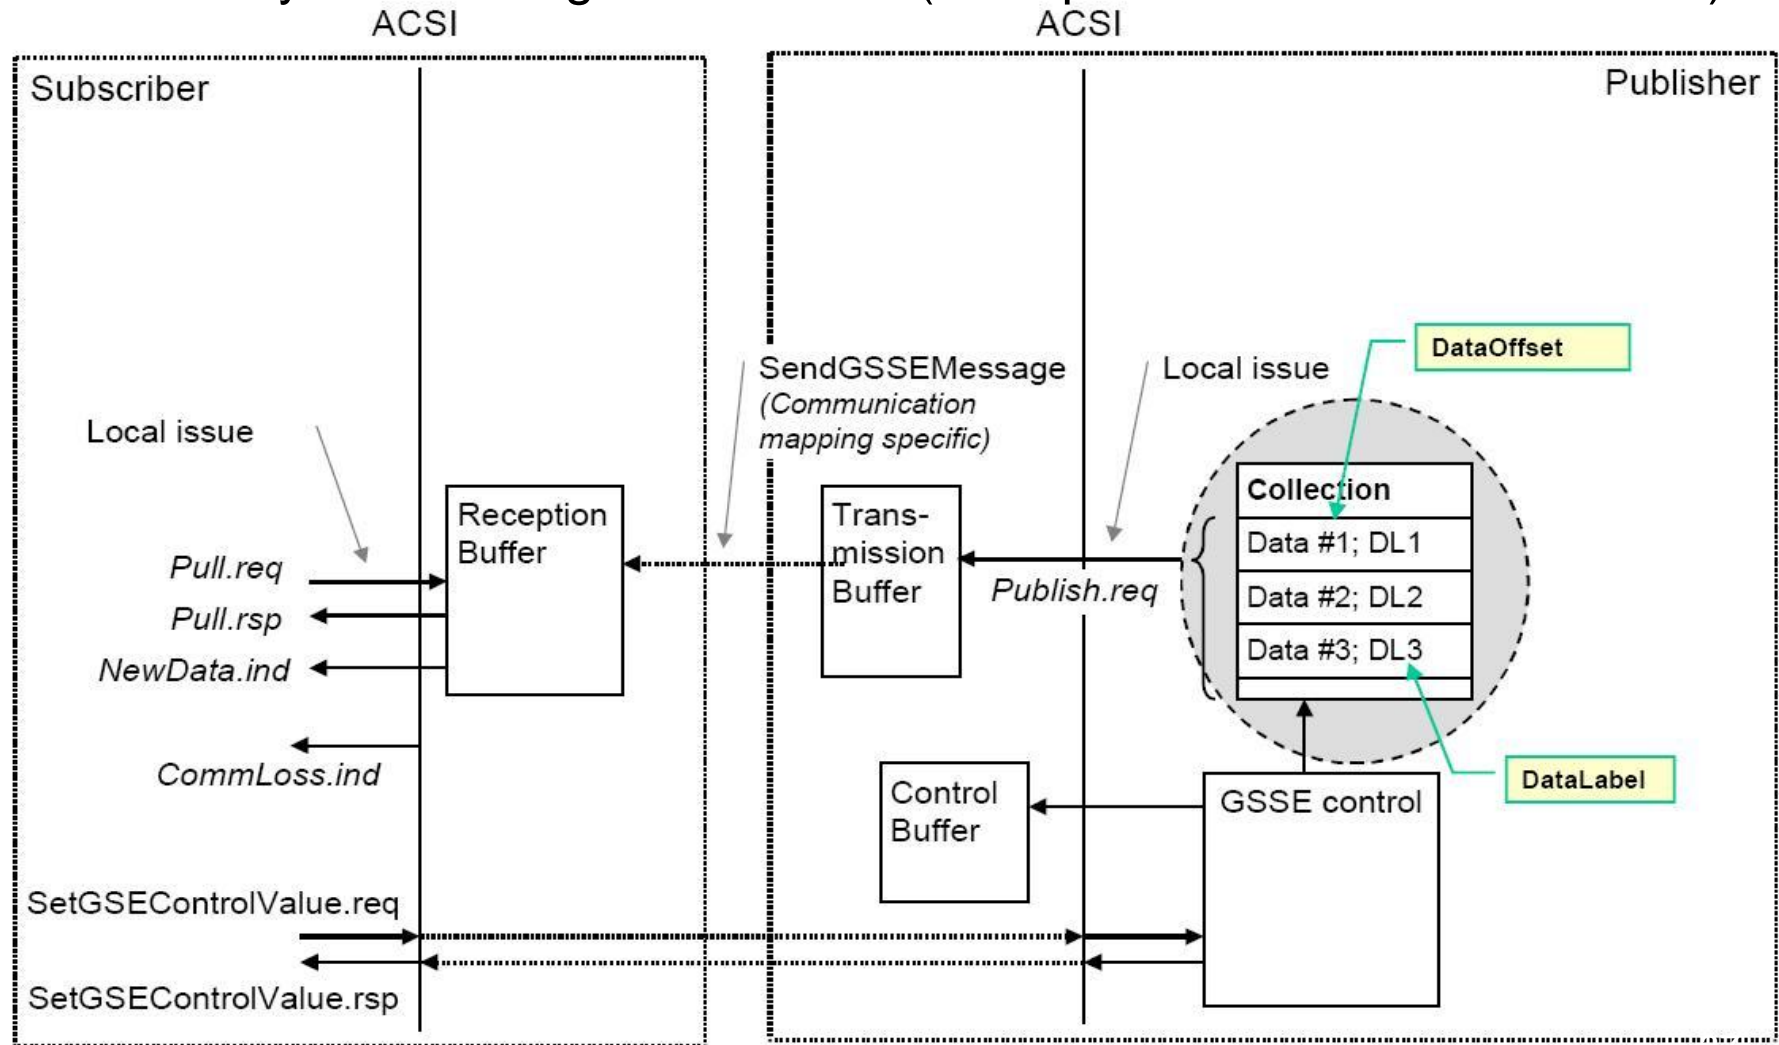 ACSI
ACSI
Subscriber
Publisher
DataOffset
SendGSSEMessage
(Communication
mapping specific)
Local issue
Local issue
Collection
Data #1; DL1
Data #2; DL2
Data #3; DL3
Reception
Buffer
Trans-
mission
Buffer
Publish.req
Pull.req
Pull.rsp
NewData.ind
CommLoss.ind
DataLabel
Control
Buffer
GSSE control
SetGSEControlValue.req
SetGSEControlValue.rsp